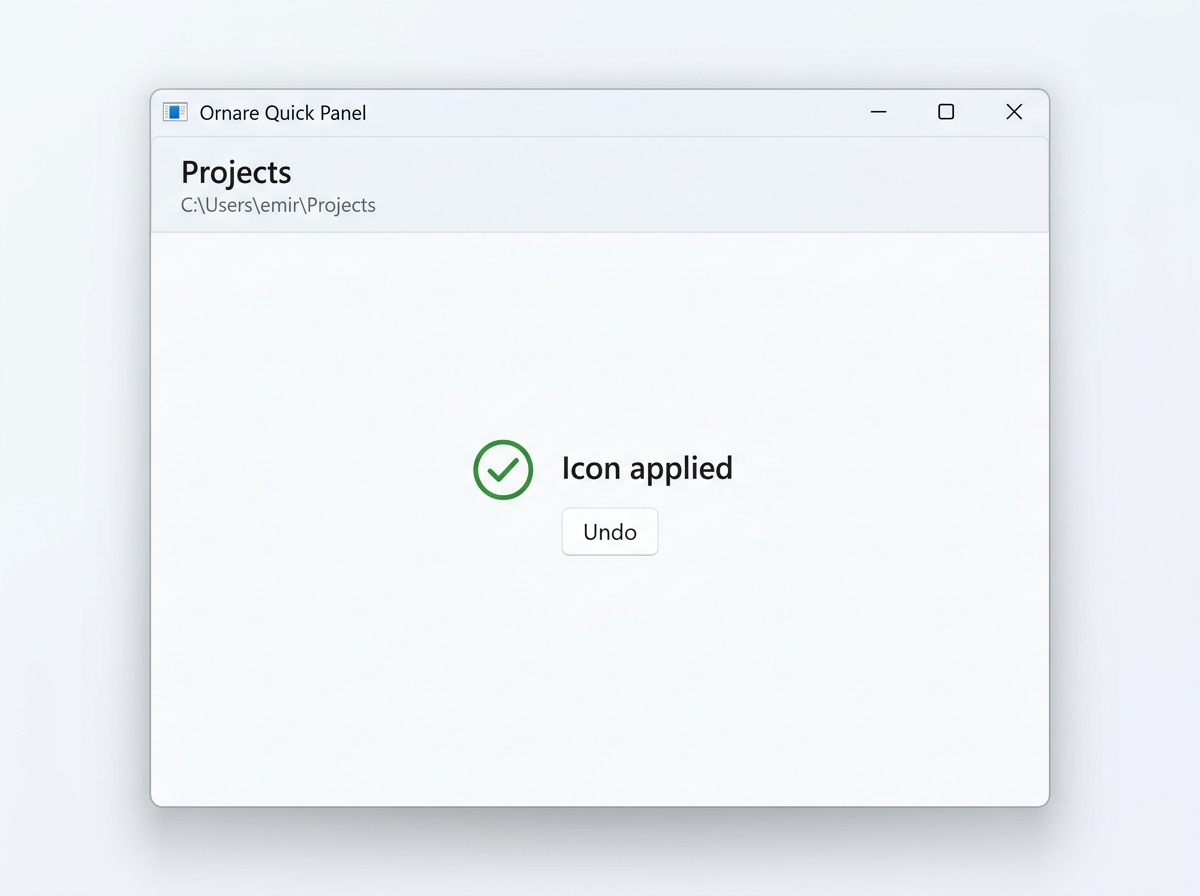 Ornare Quick Panel
Projects
C:\Users\emir\Projects
Icon applied
Undo